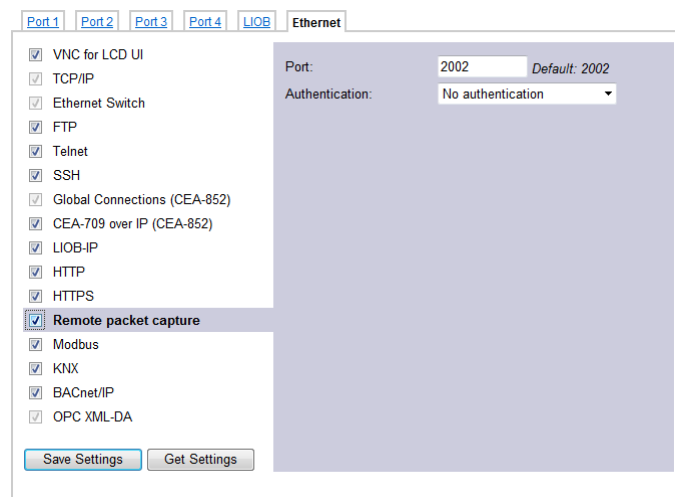 Port 1 Port 2 Port 3 Port 4 LIOB Ethernet
VNC for LCD UI
TCP/IP
Ethernet Switch
FTP
Telnet
SSH
Global Connections (CEA-852)
CEA-709 over IP (CEA-852)
LIOB-IP
HTTP
HTTPS
Remote packet capture
Modbus
KNX
BACnet/IP
OPC XML-DA
Save Settings Get Settings
Port: 2002 Default: 2002
Authentication: No authentication